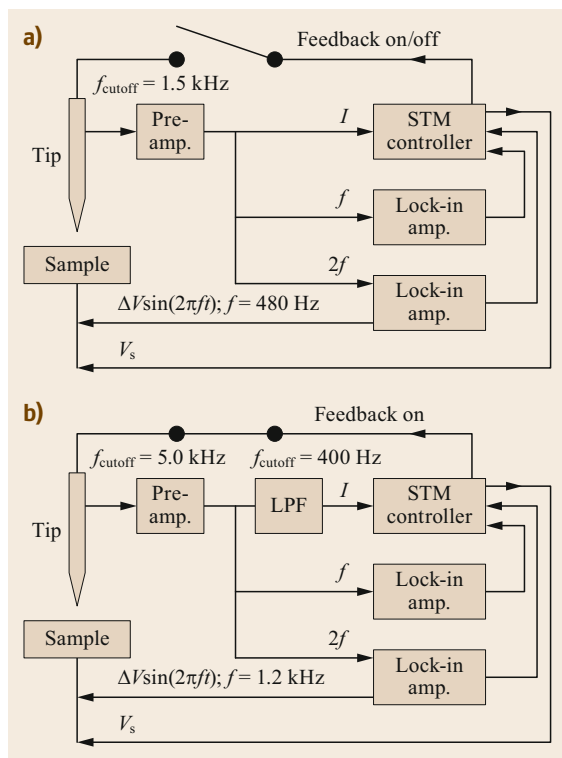 a)
Feedback on/off
fcutoff = 1.5 kHz
Tip
Pre-
amp.
I
STM
controller
f
Lock-in
amp.
Sample
2f
Lock-in
amp.
ΔVsin(2πft); f = 480 Hz
Vs
b)
Feedback on
fcutoff = 5.0 kHz
fcutoff = 400 Hz
Tip
Pre-
amp.
LPF
I
STM
controller
f
Lock-in
amp.
Sample
2f
Lock-in
amp.
ΔVsin(2πft); f = 1.2 kHz
Vs